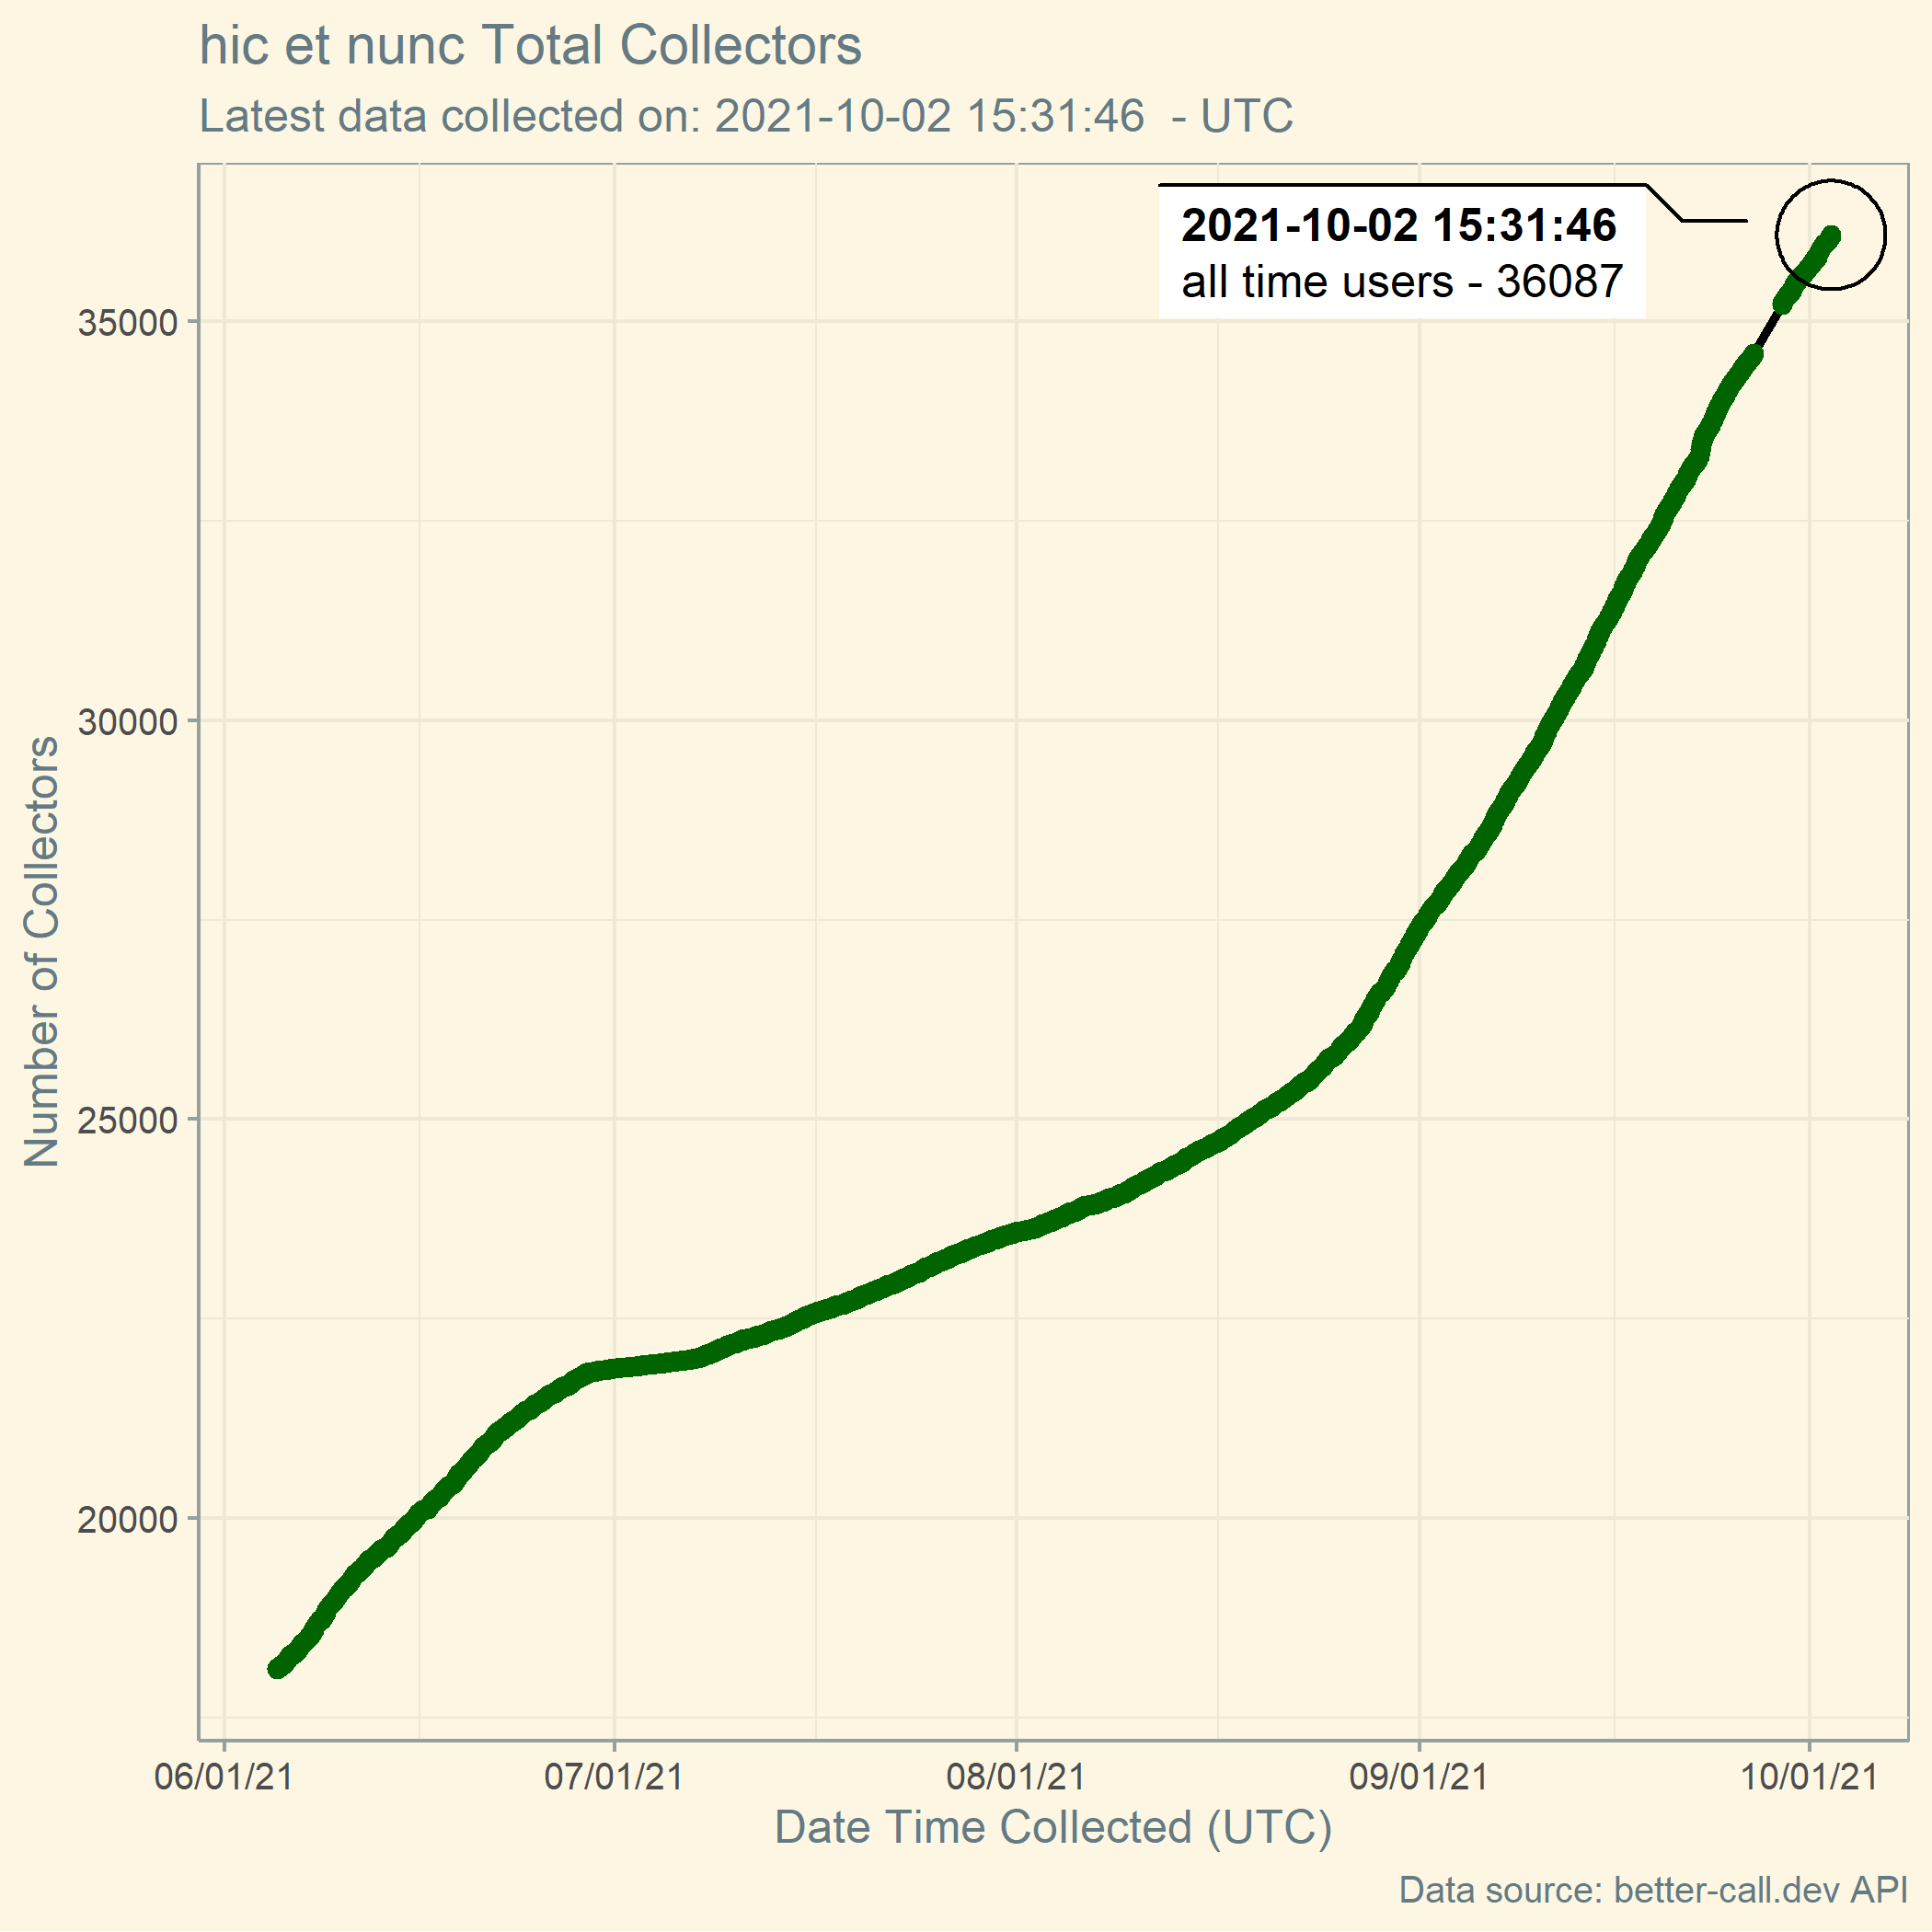 hic et nunc Total Collectors
Latest data collected on: 2021-10-02 15:31:46  - UTC
2021-10-02 15:31:46
all time users - 36087
Number of Collectors
35000
30000
25000
20000
06/01/21
07/01/21
08/01/21
09/01/21
10/01/21
Date Time Collected (UTC)
Data source: better-call.dev API